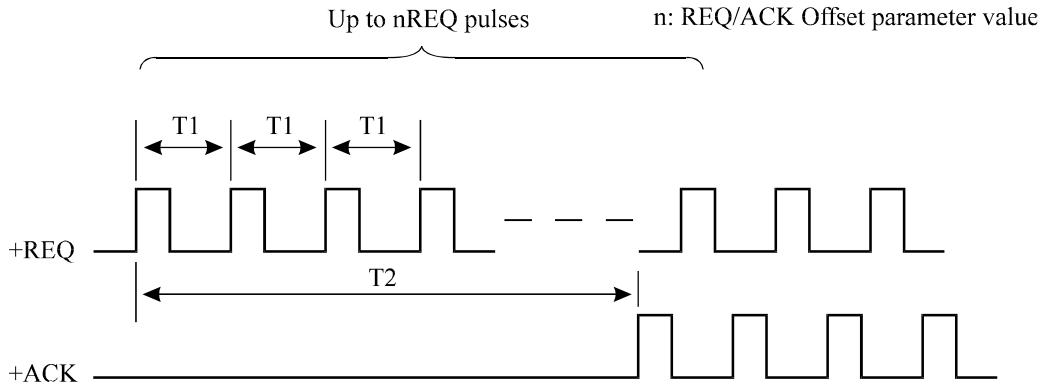 Up to nREQ pulses
n: REQ/ACK Offset parameter value
T1 T1 T1
+REQ
T2
+ACK